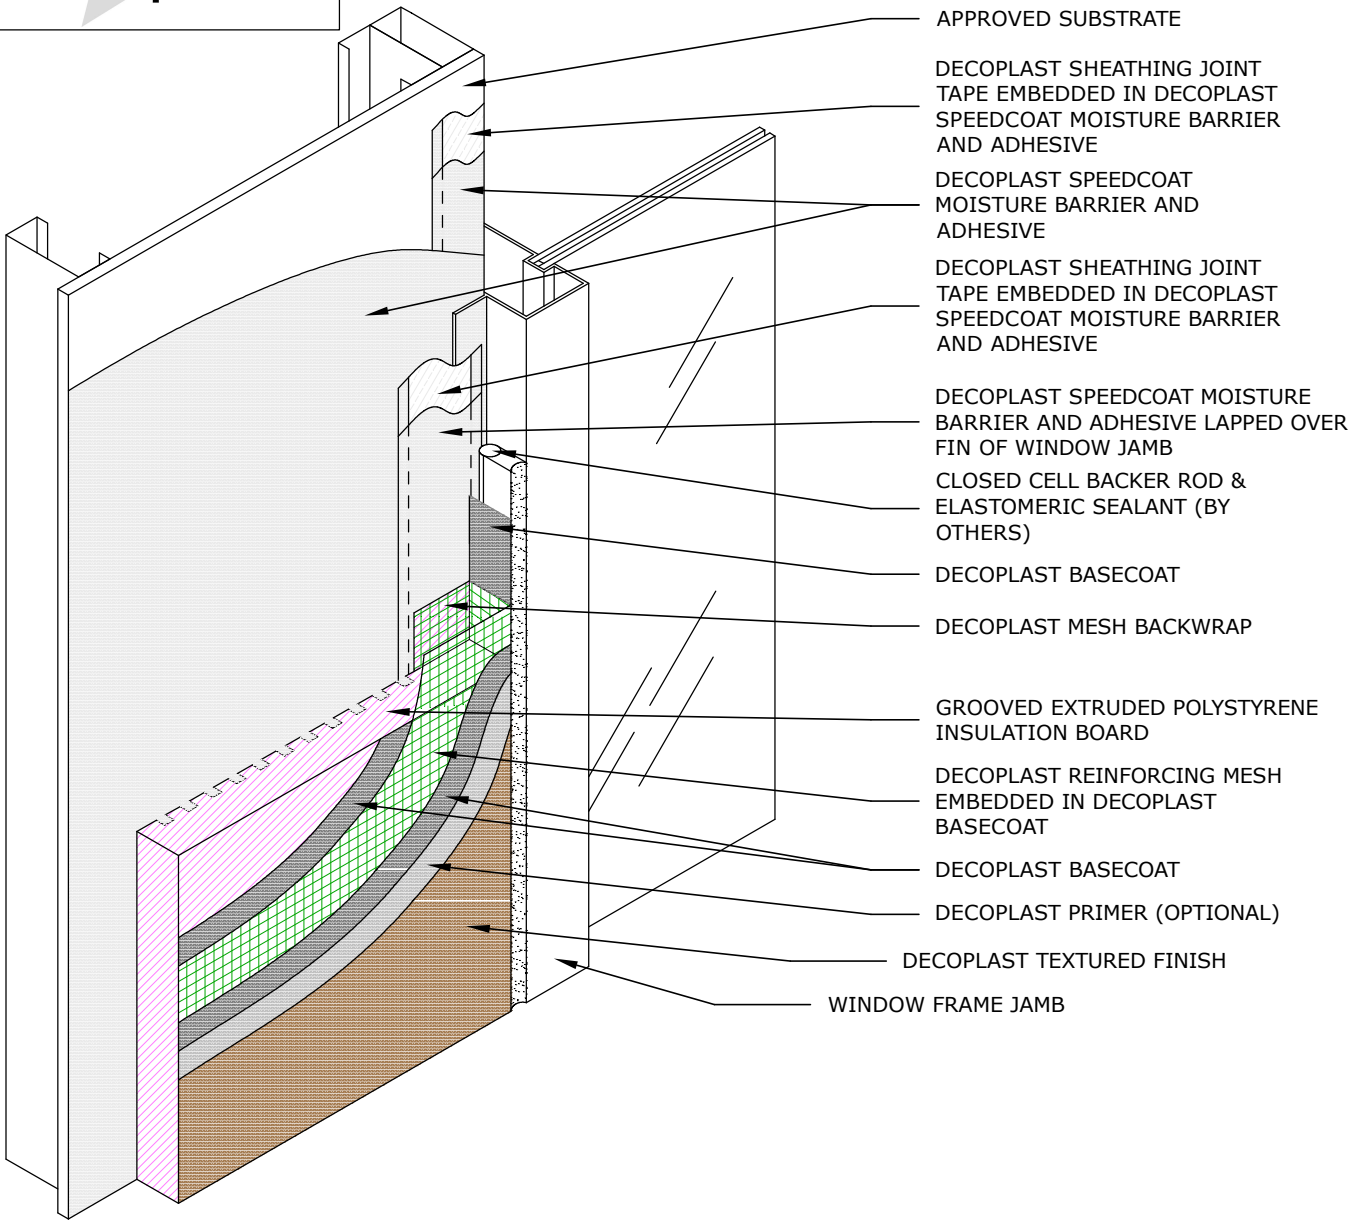 APPROVED SUBSTRATE
DECOPLAST SHEATHING JOINT
TAPE EMBEDDED IN DECOPLAST
SPEEDCOAT MOISTURE BARRIER
AND ADHESIVE
DECOPLAST SPEEDCOAT
MOISTURE BARRIER AND
ADHESIVE
DECOPLAST SHEATHING JOINT
TAPE EMBEDDED IN DECOPLAST
SPEEDCOAT MOISTURE BARRIER
AND ADHESIVE
DECOPLAST SPEEDCOAT MOISTURE
BARRIER AND ADHESIVE LAPPED OVER
FIN OF WINDOW JAMB
CLOSED CELL BACKER ROD &
ELASTOMERIC SEALANT (BY
OTHERS)
DECOPLAST BASECOAT
DECOPLAST MESH BACKWRAP
GROOVED EXTRUDED POLYSTYRENE
INSULATION BOARD
DECOPLAST REINFORCING MESH
EMBEDDED IN DECOPLAST
BASECOAT
DECOPLAST BASECOAT
DECOPLAST PRIMER (OPTIONAL)
DECOPLAST TEXTURED FINISH
WINDOW FRAME JAMB